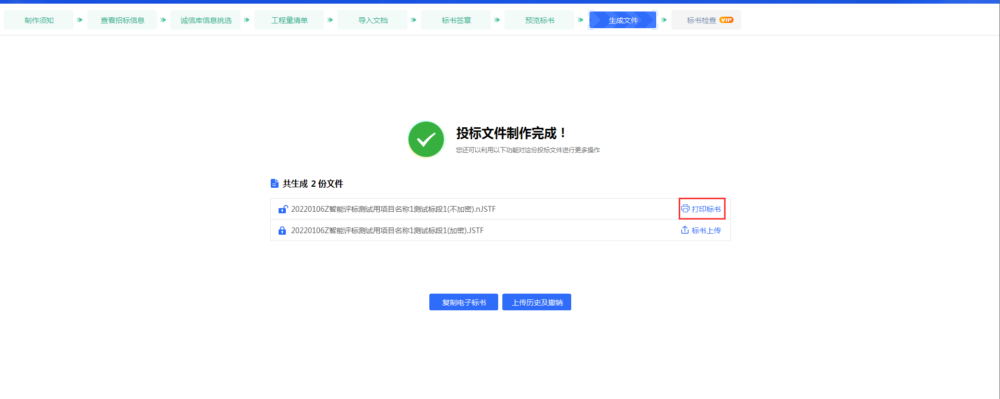 制作须知
查看招标信息
诚信库信息挑选
工程量清单
导入文档
标书签章
预览标书
生成文件
标书检查 VIP
投标文件制作完成！
您还可以利用以下功能对这份投标文件进行更多操作
共生成 2 份文件
20220106Z智能评标测试用项目名称1测试标段1(不加密).nJSTF 打印标书
20220106Z智能评标测试用项目名称1测试标段1(加密).JSTF 标书上传
复制电子标书
上传历史及撤销